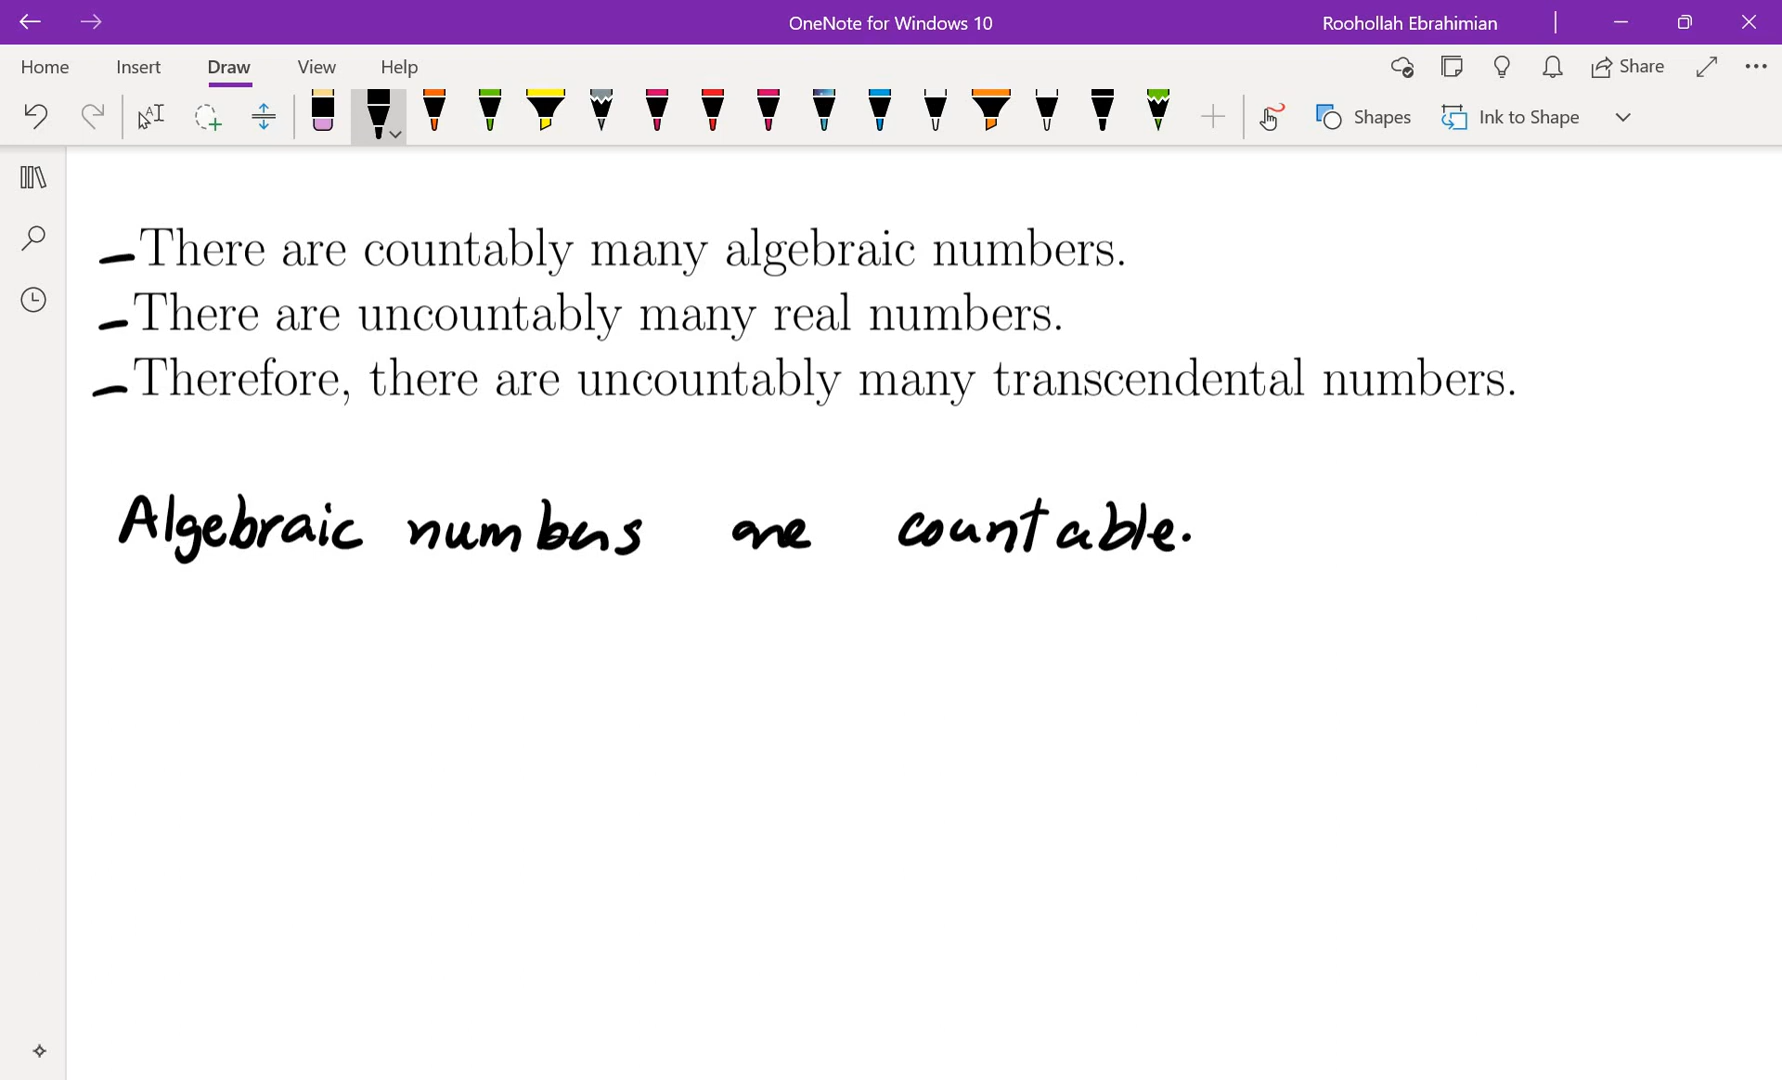 OneNote for Windows 10
Roohollah Ebrahimian
Home Insert Draw View Help
Share
Shapes
Ink to Shape
–There are countably many algebraic numbers.
–There are uncountably many real numbers.
–Therefore, there are uncountably many transcendental numbers.
Algebraic numbers are countable.